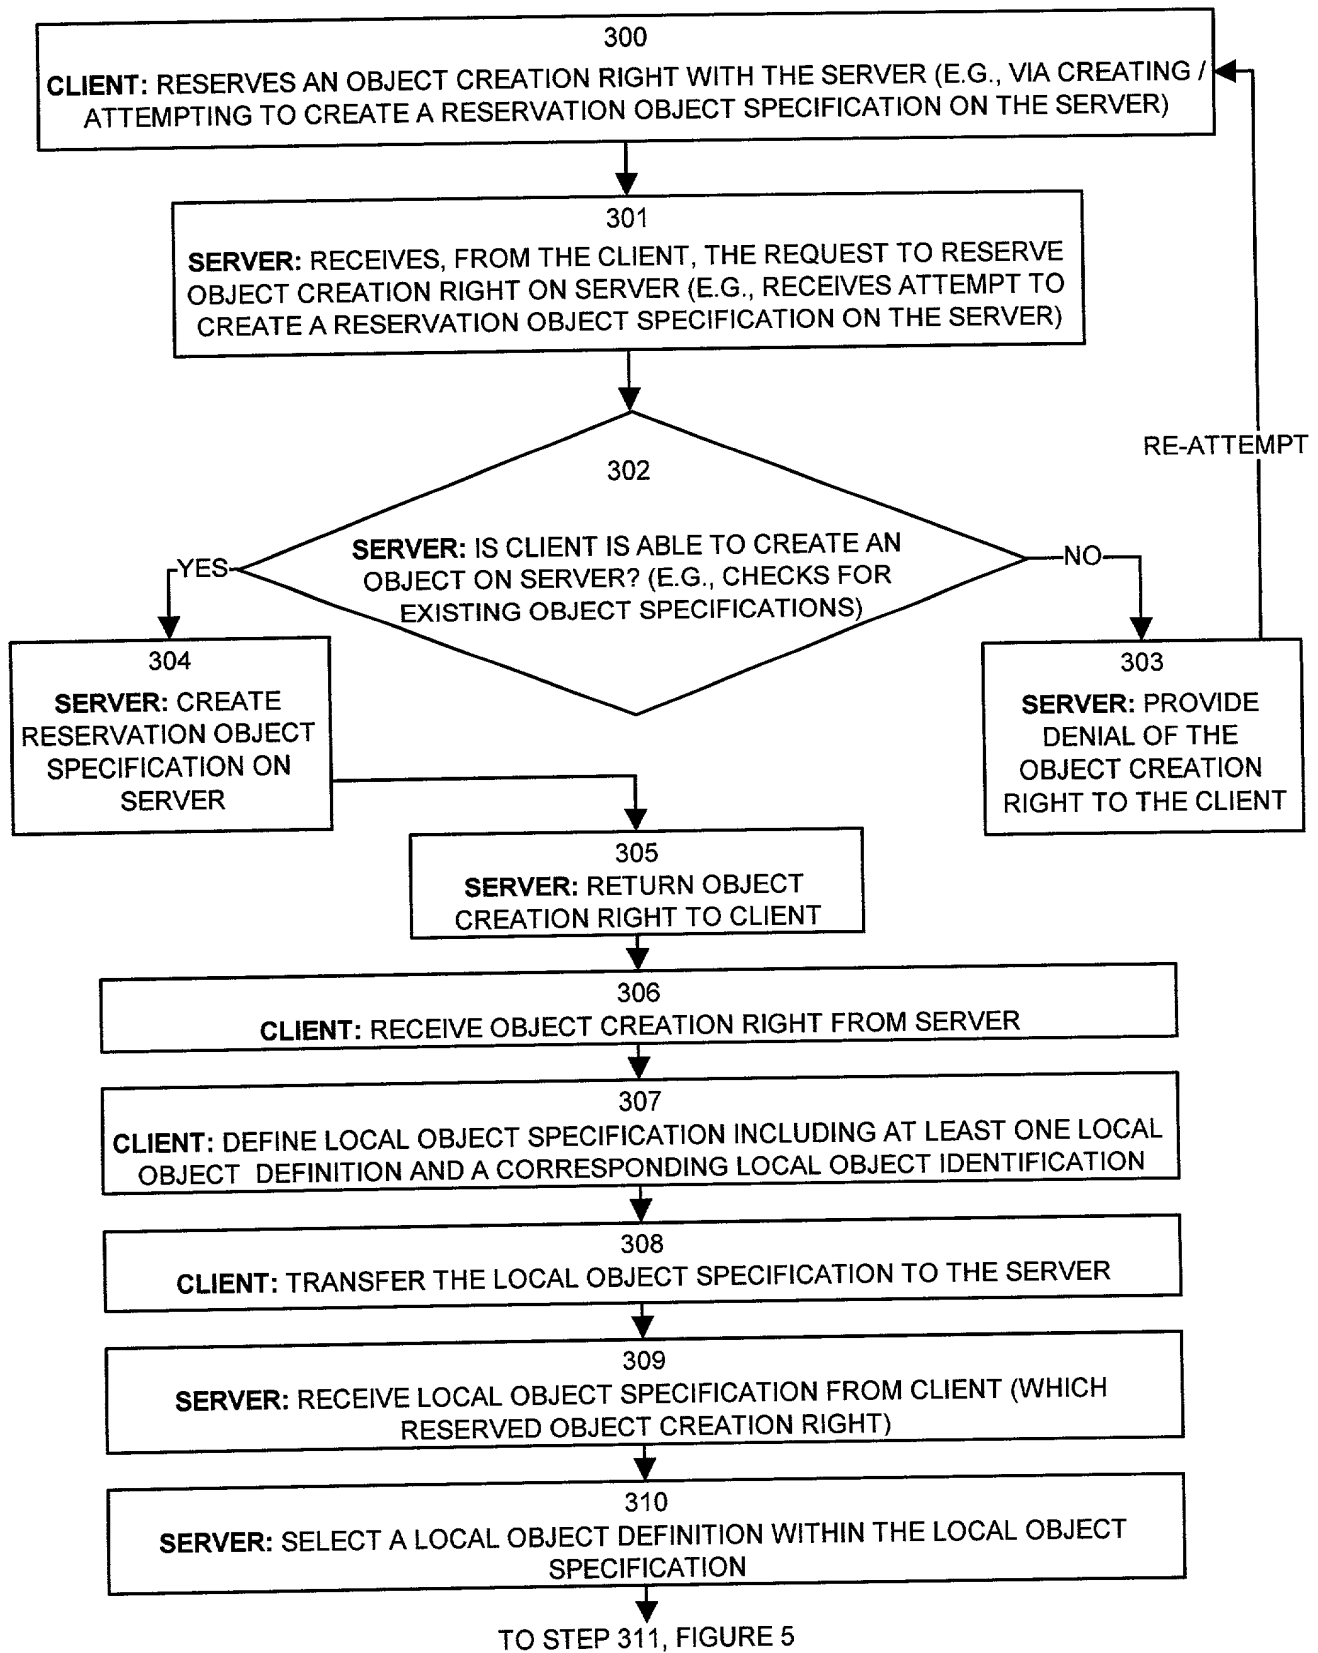 300
CLIENT: RESERVES AN OBJECT CREATION RIGHT WITH THE SERVER (E.G., VIA CREATING /
ATTEMPTING TO CREATE A RESERVATION OBJECT SPECIFICATION ON THE SERVER)
301
SERVER: RECEIVES, FROM THE CLIENT, THE REQUEST TO RESERVE
OBJECT CREATION RIGHT ON SERVER (E.G., RECEIVES ATTEMPT TO
CREATE A RESERVATION OBJECT SPECIFICATION ON THE SERVER)
RE-ATTEMPT
302
SERVER: IS CLIENT IS ABLE TO CREATE AN
OBJECT ON SERVER? (E.G., CHECKS FOR
EXISTING OBJECT SPECIFICATIONS)
YES
NO
304
SERVER: CREATE
RESERVATION OBJECT
SPECIFICATION ON
SERVER
303
SERVER: PROVIDE
DENIAL OF THE
OBJECT CREATION
RIGHT TO THE CLIENT
305
SERVER: RETURN OBJECT
CREATION RIGHT TO CLIENT
306
CLIENT: RECEIVE OBJECT CREATION RIGHT FROM SERVER
307
CLIENT: DEFINE LOCAL OBJECT SPECIFICATION INCLUDING AT LEAST ONE LOCAL
OBJECT DEFINITION AND A CORRESPONDING LOCAL OBJECT IDENTIFICATION
308
CLIENT: TRANSFER THE LOCAL OBJECT SPECIFICATION TO THE SERVER
309
SERVER: RECEIVE LOCAL OBJECT SPECIFICATION FROM CLIENT (WHICH
RESERVED OBJECT CREATION RIGHT)
310
SERVER: SELECT A LOCAL OBJECT DEFINITION WITHIN THE LOCAL OBJECT
SPECIFICATION
TO STEP 311, FIGURE 5